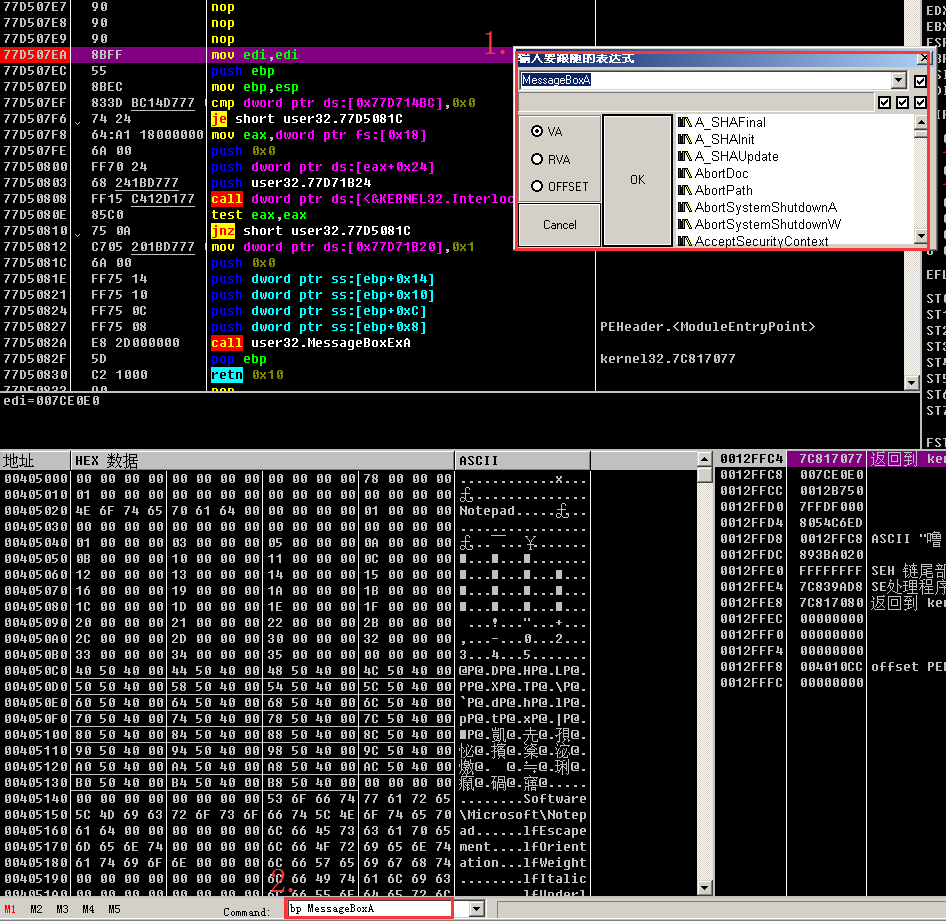 77D507E7 90 nop
77D507E8 90 nop
77D507E9 90 nop
77D507EA 8BFF mov edi,edi
77D507EC 55 push ebp
77D507ED 8BEC mov ebp,esp
77D507EF 833D BC14D777 cmp dword ptr ds:[0x77D714BC],0x0
77D507F6 74 24 je short user32.77D5081C
77D507F8 64:A1 18000000 mov eax,dword ptr fs:[0x18]
77D507FE 6A 00 push 0x0
77D50800 FF70 24 push dword ptr ds:[eax+0x24]
77D50803 68 241BD777 push user32.77D71B24
77D50808 FF15 C412D177 call dword ptr ds:[<&KERNEL32.Interloc
77D5080E 85C0 test eax,eax
77D50810 75 0A jnz short user32.77D5081C
77D50812 C705 201BD777 mov dword ptr ds:[0x77D71B20],0x1
77D5081C 6A 00 push 0x0
77D5081E FF75 14 push dword ptr ss:[ebp+0x14]
77D50821 FF75 10 push dword ptr ss:[ebp+0x10]
77D50824 FF75 0C push dword ptr ss:[ebp+0xC]
77D50827 FF75 08 push dword ptr ss:[ebp+0x8] PEHeader.<ModuleEntryPoint>
77D5082A E8 2D000000 call user32.MessageBoxExA
77D5082F 5D pop ebp kernel32.7C817077
77D50830 C2 1000 retn 0x10
edi=007CE0E0
1.
输入要跟随的表达式
MessageBoxA
VA
RVA
OFFSET
OK
Cancel
A_SHAFinal
A_SHAInit
A_SHAUpdate
AbortDoc
AbortPath
AbortSystemShutdownA
AbortSystemShutdownW
AcceptSecurityContext
EFL
ST1
ST2
ST3
ST4
ST5
地址 HEX 数据 ASCII
00405000 00 00 00 00 00 00 00 00 00 00 00 00 78 00 00 00 ............x...
00405010 01 00 00 00 00 00 00 00 00 00 00 00 00 00 00 00
00405020 4E 6F 74 65 70 61 64 00 00 00 00 00 01 00 00 00 Notepad.....
00405030 00 00 00 00 00 00 00 00 00 00 00 00 00 00 00 00 ................
00405040 01 00 00 00 03 00 00 00 05 00 00 00 0A 00 00 00
00405050 0B 00 00 00 10 00 00 00 11 00 00 00 0C 00 00 00
00405060 12 00 00 00 13 00 00 00 14 00 00 00 15 00 00 00
00405070 16 00 00 00 19 00 00 00 1A 00 00 00 1B 00 00 00
00405080 1C 00 00 00 1D 00 00 00 1E 00 00 00 1F 00 00 00
00405090 20 00 00 00 21 00 00 00 22 00 00 00 2B 00 00 00  ...!..."...+...
004050A0 2C 00 00 00 2D 00 00 00 30 00 00 00 32 00 00 00 ,...-...0...2...
004050B0 33 00 00 00 34 00 00 00 35 00 00 00 00 00 00 00 3...4...5.......
004050C0 40 50 40 00 44 50 40 00 48 50 40 00 4C 50 40 00 @P@.DP@.HP@.LP@.
004050D0 50 50 40 00 58 50 40 00 54 50 40 00 5C 50 40 00 PP@.XP@.TP@.\P@.
004050E0 60 50 40 00 64 50 40 00 68 50 40 00 6C 50 40 00 `P@.dP@.hP@.lP@.
004050F0 70 50 40 00 74 50 40 00 78 50 40 00 7C 50 40 00 pP@.tP@.xP@.|P@.
00405100 80 50 40 00 84 50 40 00 88 50 40 00 8C 50 40 00
00405110 90 50 40 00 94 50 40 00 98 50 40 00 9C 50 40 00
00405120 A0 50 40 00 A4 50 40 00 A8 50 40 00 AC 50 40 00
00405130 B0 50 40 00 B4 50 40 00 B8 50 40 00 00 00 00 00
00405140 00 00 00 00 00 00 00 00 53 6F 66 74 77 61 72 65 ........Software
00405150 5C 4D 69 63 72 6F 73 6F 66 74 5C 4E 6F 74 65 70 \Microsoft\Notep
00405160 61 64 00 00 00 00 00 00 6C 66 45 73 63 61 70 65 ad......lfEscape
00405170 6D 65 6E 74 00 00 00 00 6C 66 4F 72 69 65 6E 74 ment....lfOrient
00405180 61 74 69 6F 6E 00 00 00 6C 66 57 65 69 67 68 74 ation...lfWeight
00405190 00 00 00 00 00 00 00 00 6C 66 49 74 61 6C 69 63 ........lfItalic
0012FFC4 7C817077 返回到 ker
0012FFC8 007CE0E0
0012FFCC 0012B750
0012FFD0 7FFDF000
0012FFD4 8054C6ED
0012FFD8 0012FFC8 ASCII "噜
0012FFDC 893BA020
0012FFE0 FFFFFFFF SEH 链尾部
0012FFE4 7C839AD8 SE处理程序
0012FFE8 7C817080 返回到 ker
0012FFEC 00000000
0012FFF0 00000000
0012FFF4 00000000
0012FFF8 004010CC offset PEH
0012FFFC 00000000
2.
M1 M2 M3 M4 M5 Command: bp MessageBoxA